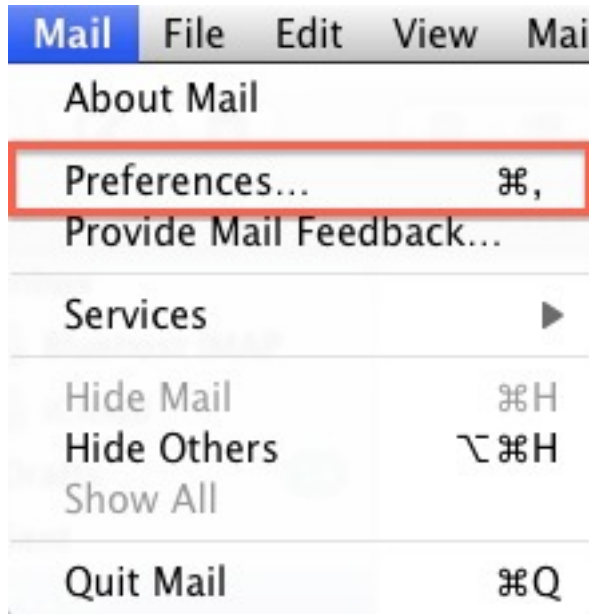 Mail File Edit View Mai
About Mail
Preferences... ⌘,
Provide Mail Feedback...
Services ▶
Hide Mail ⌘H
Hide Others ⌥⌘H
Show All
Quit Mail ⌘Q